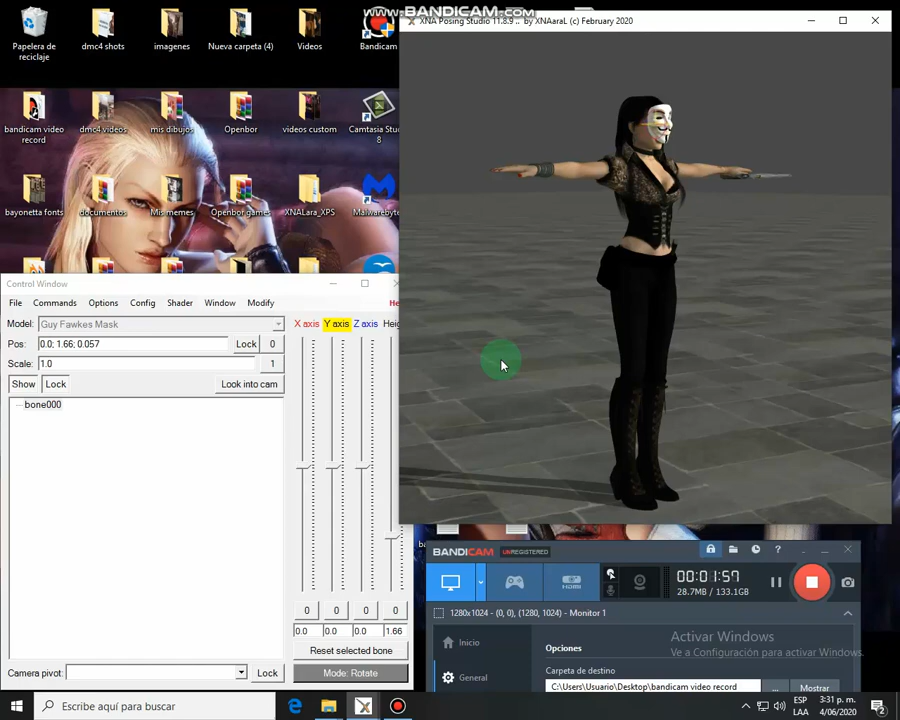 www.BANDICAM.com
XNA Posing Studio 11.8.9 .. by XNAaraL (c) February 2020
Papelera de reciclaje
dmc4 shots
imagenes
Nueva carpeta (4)
Videos
Bandicam
bandicam video record
dmc4 videos
mis dibujos
Openbor
videos custom
Camtasia Studio 8
bayonetta fonts
documentos
Mis memes
Openbor games
XNALara_XPS
Malwarebyte
Control Window
File
Commands
Options
Config
Shader
Window
Modify
He
Model:
Guy Fawkes Mask
X axis
Y axis
Z axis
Heig
Pos:
0.0; 1.66; 0.057
Lock
0
Scale:
1.0
1
Show
Lock
Look into cam
bone000
0
0
0
0
0.0
0.0
0.0
1.66
Reset selected bone
Camera pivot:
Lock
Mode: Rotate
BANDICAM
UNREGISTERED
HDMI
00:01:57
28.7MB / 133.1GB
1280x1024 - (0, 0), (1280, 1024) - Monitor 1
Inicio
General
Opciones
Carpeta de destino
C:\Users\Usuario\Desktop\bandicam video record
...
Mostrar
Activar Windows
Ve a Configuración para activar Windows.
Escribe aquí para buscar
ESP
LAA
3:31 p. m.
4/06/2020
2